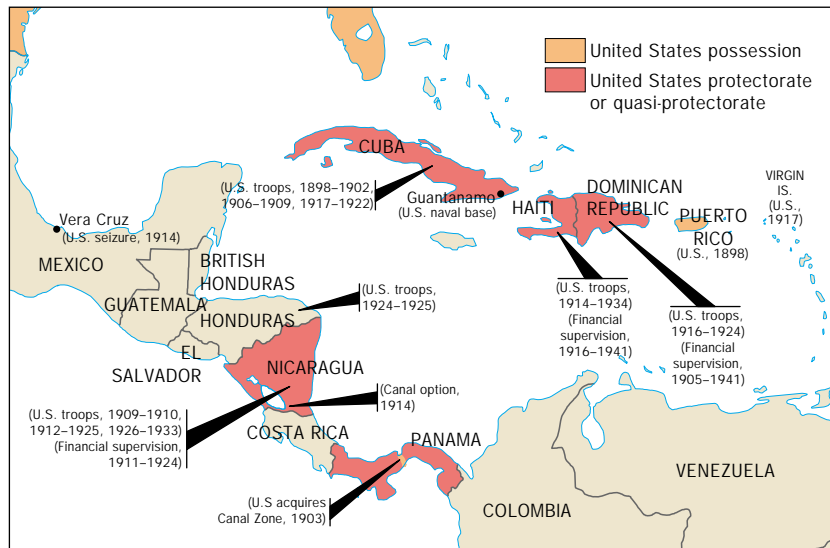 United States possession
United States protectorate
or quasi-protectorate
CUBA
(U.S. troops, 1898–1902,
1906–1909, 1917–1922)
Guantanamo
(U.S. naval base)
HAITI
DOMINICAN
REPUBLIC
VIRGIN
IS.
(U.S.,
1917)
PUERTO
RICO
(U.S., 1898)
Vera Cruz
(U.S. seizure, 1914)
MEXICO
BRITISH
HONDURAS
GUATEMALA
HONDURAS
(U.S. troops,
1924–1925)
(U.S. troops,
1914–1934)
(Financial
supervision,
1916–1941)
(U.S. troops,
1916–1924)
(Financial
supervision,
1905–1941)
EL
SALVADOR
NICARAGUA
(Canal option,
1914)
(U.S. troops, 1909–1910,
1912–1925, 1926–1933)
(Financial supervision,
1911–1924)
COSTA RICA
PANAMA
(U.S acquires
Canal Zone, 1903)
COLOMBIA
VENEZUELA